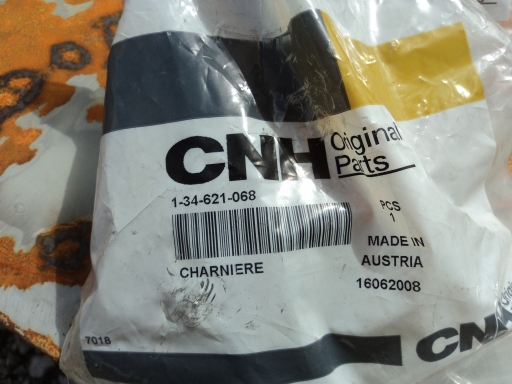 CNH Original Parts
1-34-621-068
PCS
1
CHARNIERE
MADE IN
AUSTRIA
16062008
7018
CNH